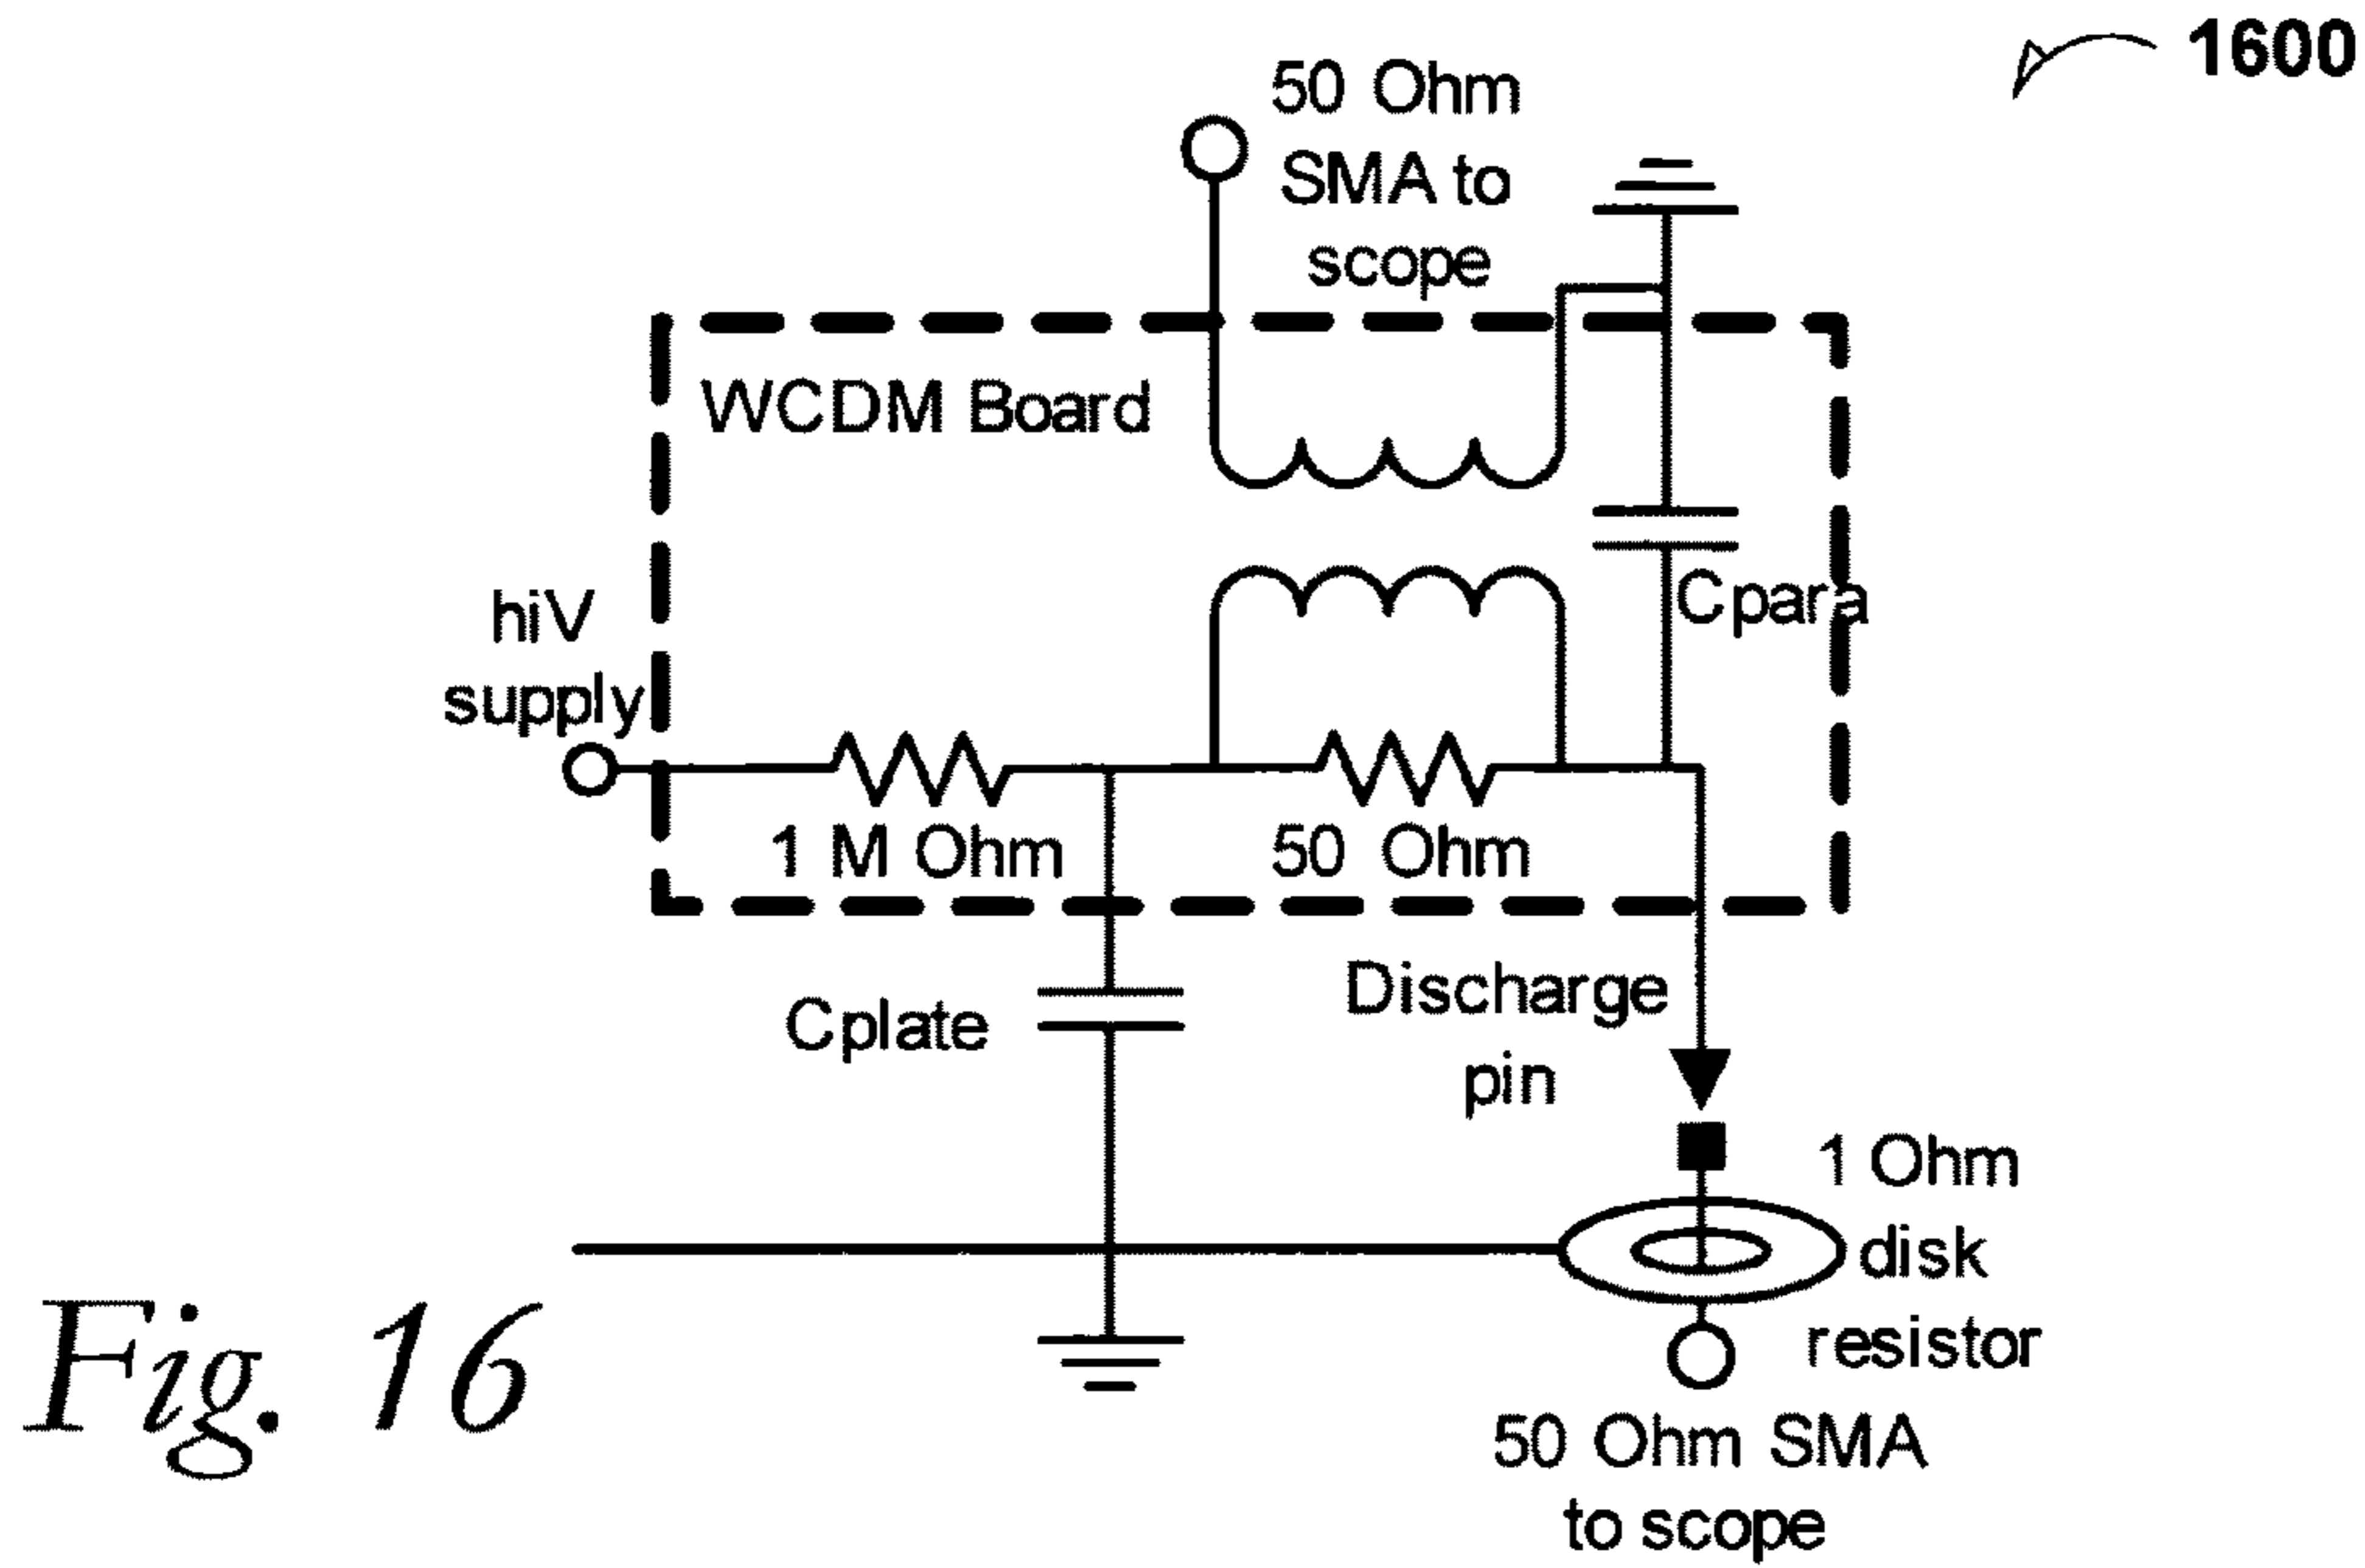 1600
50 Ohm
SMA to
scope
WCDM Board
Cpara
hiV
supply
1 M Ohm
50 Ohm
Cplate
Discharge
pin
1 Ohm
disk
resistor
50 Ohm SMA
to scope
Fig. 16